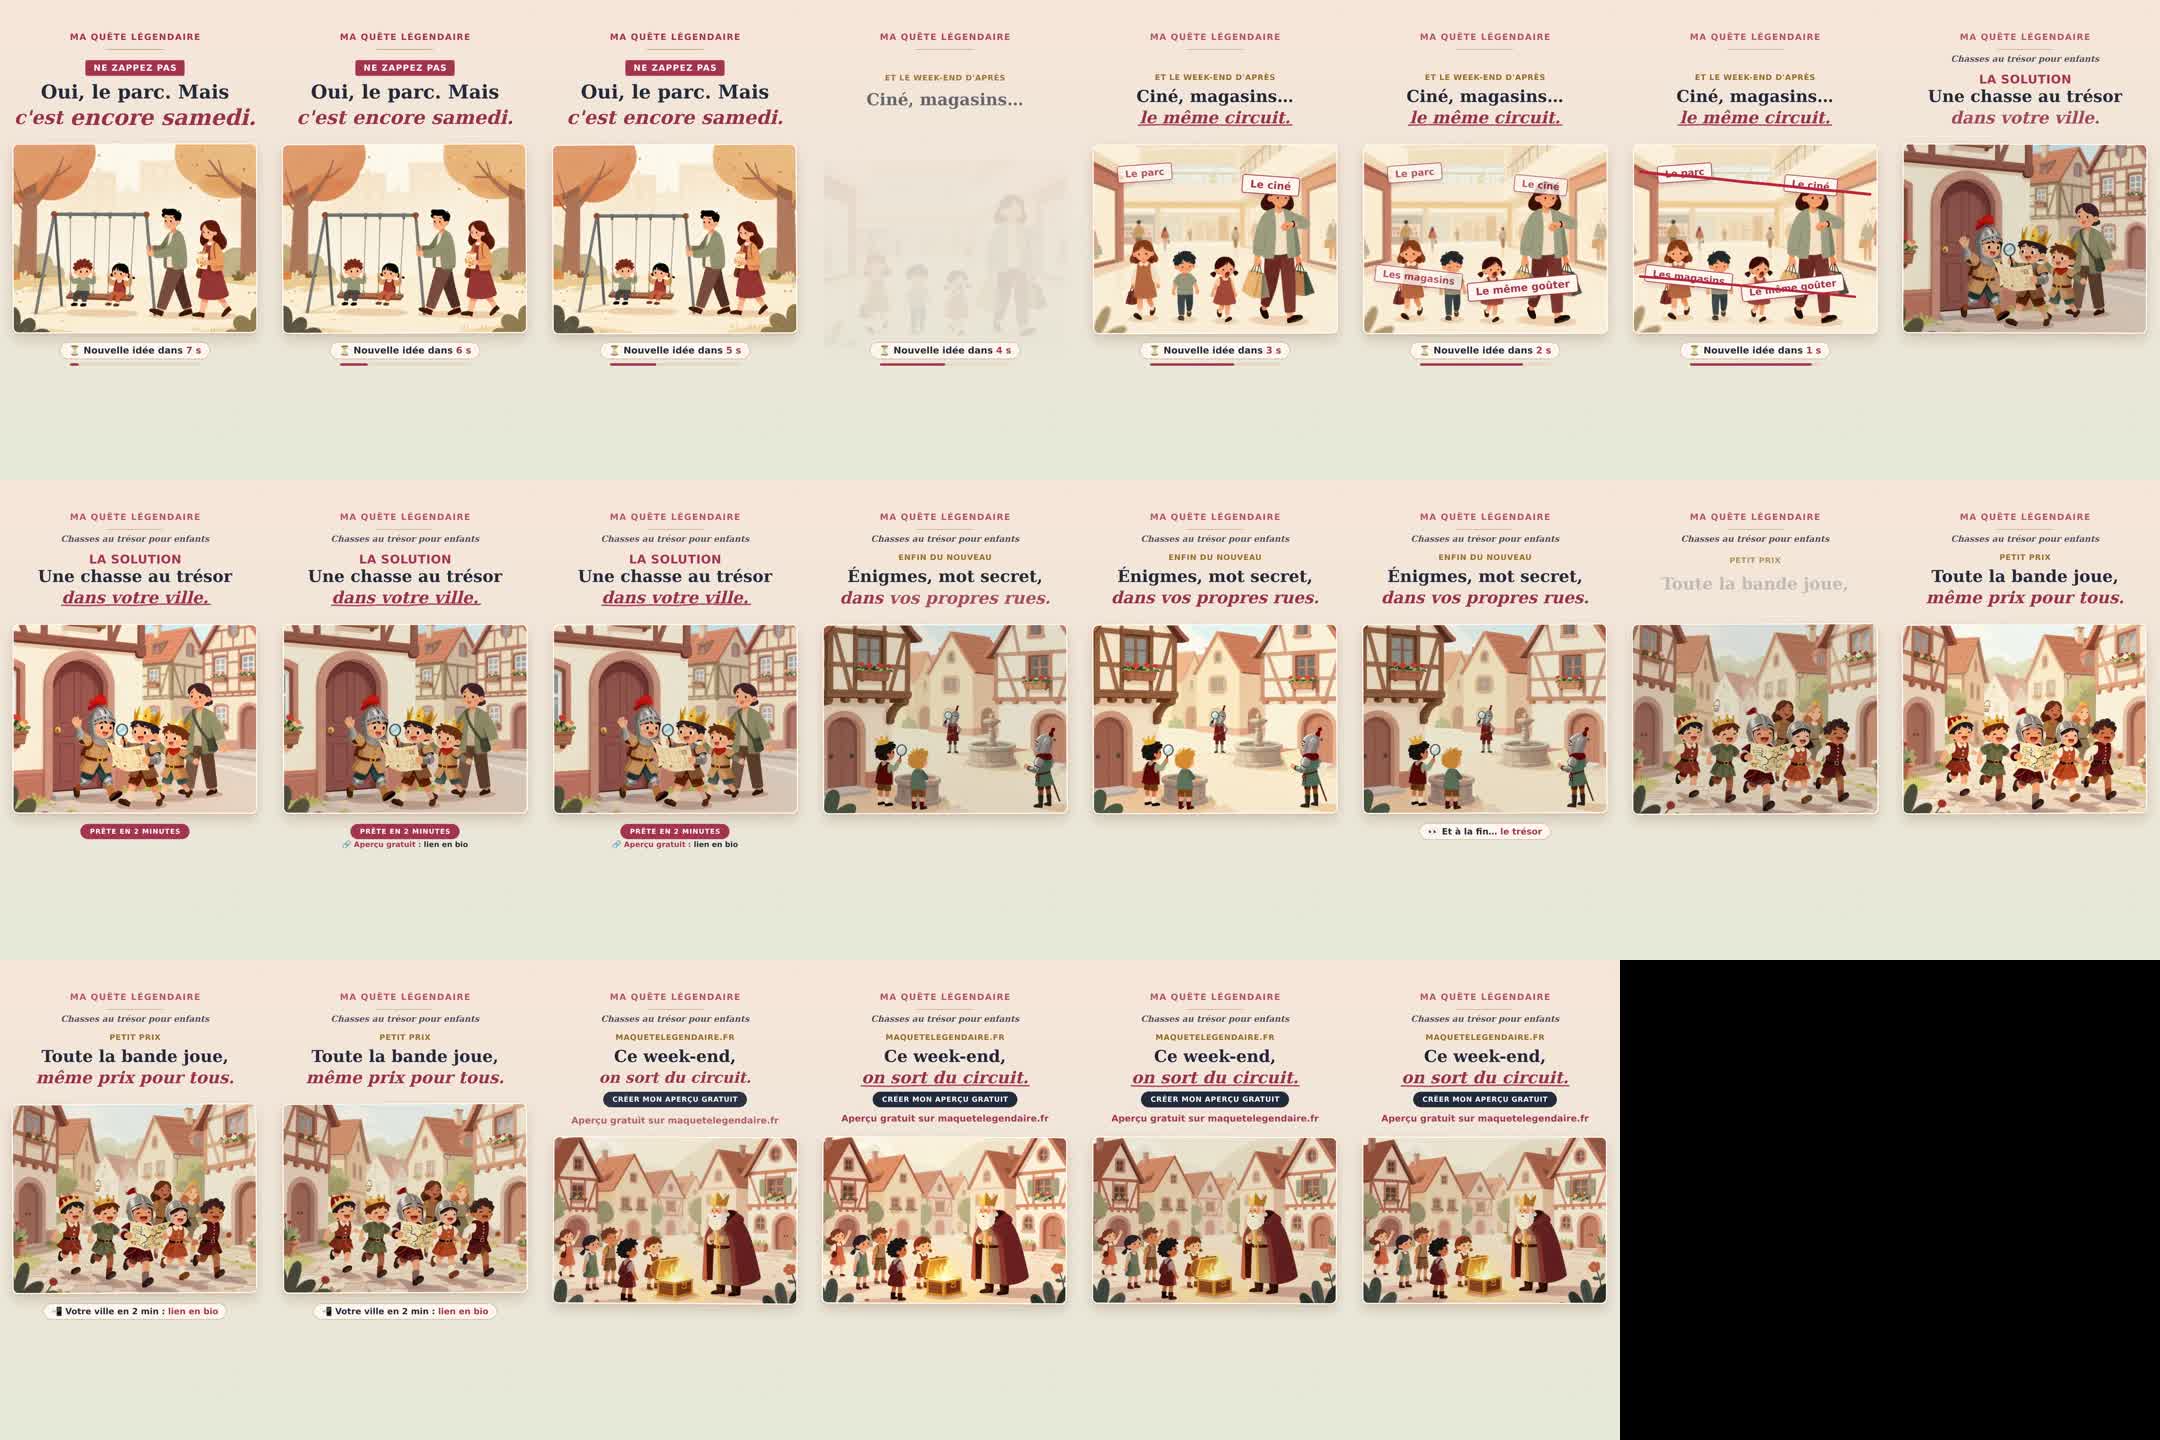 MA QUÊTE LÉGENDAIRE
NE ZAPPEZ PAS
Oui, le parc. Mais
c'est encore samedi.
Nouvelle idée dans 7 s
MA QUÊTE LÉGENDAIRE
NE ZAPPEZ PAS
Oui, le parc. Mais
c'est encore samedi.
Nouvelle idée dans 6 s
MA QUÊTE LÉGENDAIRE
NE ZAPPEZ PAS
Oui, le parc. Mais
c'est encore samedi.
Nouvelle idée dans 5 s
MA QUÊTE LÉGENDAIRE
ET LE WEEK-END D'APRÈS
Ciné, magasins...
Nouvelle idée dans 4 s
MA QUÊTE LÉGENDAIRE
ET LE WEEK-END D'APRÈS
Ciné, magasins...
le même circuit.
Le parc
Le ciné
Nouvelle idée dans 3 s
MA QUÊTE LÉGENDAIRE
ET LE WEEK-END D'APRÈS
Ciné, magasins...
le même circuit.
Le parc
Le ciné
Les magasins
Le même goûter
Nouvelle idée dans 2 s
MA QUÊTE LÉGENDAIRE
ET LE WEEK-END D'APRÈS
Ciné, magasins...
le même circuit.
Le parc
Le ciné
Les magasins
Le même goûter
Nouvelle idée dans 1 s
MA QUÊTE LÉGENDAIRE
Chasses au trésor pour enfants
LA SOLUTION
Une chasse au trésor
dans votre ville.
MA QUÊTE LÉGENDAIRE
Chasses au trésor pour enfants
LA SOLUTION
Une chasse au trésor
dans votre ville.
PRÊTE EN 2 MINUTES
MA QUÊTE LÉGENDAIRE
Chasses au trésor pour enfants
LA SOLUTION
Une chasse au trésor
dans votre ville.
PRÊTE EN 2 MINUTES
Aperçu gratuit : lien en bio
MA QUÊTE LÉGENDAIRE
Chasses au trésor pour enfants
LA SOLUTION
Une chasse au trésor
dans votre ville.
PRÊTE EN 2 MINUTES
Aperçu gratuit : lien en bio
MA QUÊTE LÉGENDAIRE
Chasses au trésor pour enfants
ENFIN DU NOUVEAU
Énigmes, mot secret,
dans vos propres rues.
MA QUÊTE LÉGENDAIRE
Chasses au trésor pour enfants
ENFIN DU NOUVEAU
Énigmes, mot secret,
dans vos propres rues.
MA QUÊTE LÉGENDAIRE
Chasses au trésor pour enfants
ENFIN DU NOUVEAU
Énigmes, mot secret,
dans vos propres rues.
Et à la fin... le trésor
MA QUÊTE LÉGENDAIRE
Chasses au trésor pour enfants
PETIT PRIX
Toute la bande joue,
MA QUÊTE LÉGENDAIRE
Chasses au trésor pour enfants
PETIT PRIX
Toute la bande joue,
même prix pour tous.
MA QUÊTE LÉGENDAIRE
Chasses au trésor pour enfants
PETIT PRIX
Toute la bande joue,
même prix pour tous.
Votre ville en 2 min : lien en bio
MA QUÊTE LÉGENDAIRE
Chasses au trésor pour enfants
PETIT PRIX
Toute la bande joue,
même prix pour tous.
Votre ville en 2 min : lien en bio
MA QUÊTE LÉGENDAIRE
Chasses au trésor pour enfants
MAQUETELEGENDAIRE.FR
Ce week-end,
on sort du circuit.
CRÉER MON APERÇU GRATUIT
Aperçu gratuit sur maquetelegendaire.fr
MA QUÊTE LÉGENDAIRE
Chasses au trésor pour enfants
MAQUETELEGENDAIRE.FR
Ce week-end,
on sort du circuit.
CRÉER MON APERÇU GRATUIT
Aperçu gratuit sur maquetelegendaire.fr
MA QUÊTE LÉGENDAIRE
Chasses au trésor pour enfants
MAQUETELEGENDAIRE.FR
Ce week-end,
on sort du circuit.
CRÉER MON APERÇU GRATUIT
Aperçu gratuit sur maquetelegendaire.fr
MA QUÊTE LÉGENDAIRE
Chasses au trésor pour enfants
MAQUETELEGENDAIRE.FR
Ce week-end,
on sort du circuit.
CRÉER MON APERÇU GRATUIT
Aperçu gratuit sur maquetelegendaire.fr